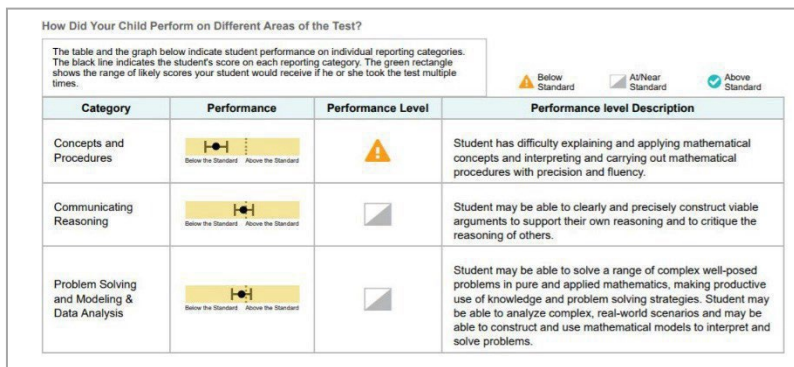 How Did Your Child Perform on Different Areas of the Test?
The table and the graph below indicate student performance on individual reporting categories.
The black line indicates the student's score on each reporting category. The green rectangle
shows the range of likely scores your student would receive if he or she took the test multiple
times.
Below
Standard
At/Near
Standard
Above
Standard
Category
Performance
Performance Level
Performance level Description
Concepts and
Procedures
Below the Standard Above the Standard
Student has difficulty explaining and applying mathematical
concepts and interpreting and carrying out mathematical
procedures with precision and fluency.
Communicating
Reasoning
Below the Standard Above the Standard
Student may be able to clearly and precisely construct viable
arguments to support their own reasoning and to critique the
reasoning of others.
Problem Solving
and Modeling &
Data Analysis
Below the Standard Above the Standard
Student may be able to solve a range of complex well-posed
problems in pure and applied mathematics, making productive
use of knowledge and problem solving strategies. Student may
be able to analyze complex, real-world scenarios and may be
able to construct and use mathematical models to interpret and
solve problems.